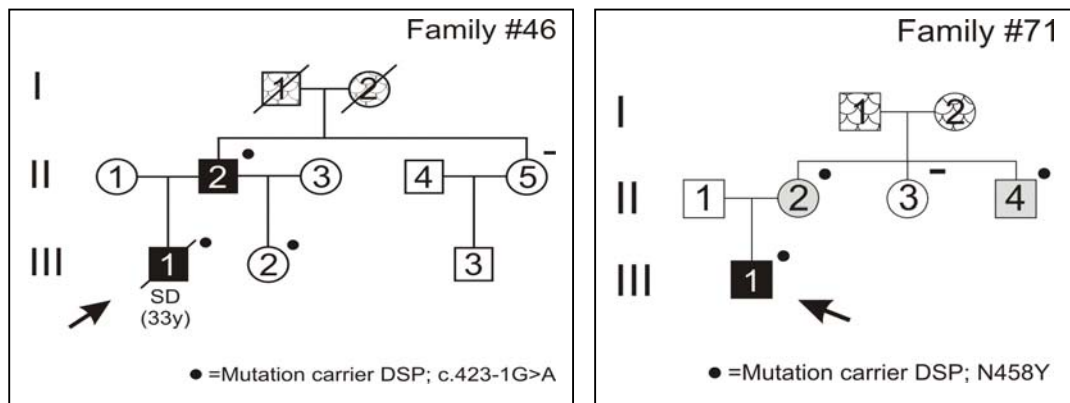 Family #46
I
1 2
II
1 2 3 4 5 -
III
1 2 3
SD
(33y)
● =Mutation carrier DSP; c.423-1G>A
Family #71
I
1 2
II
1 2 3 - 4
III
1
● =Mutation carrier DSP; N458Y